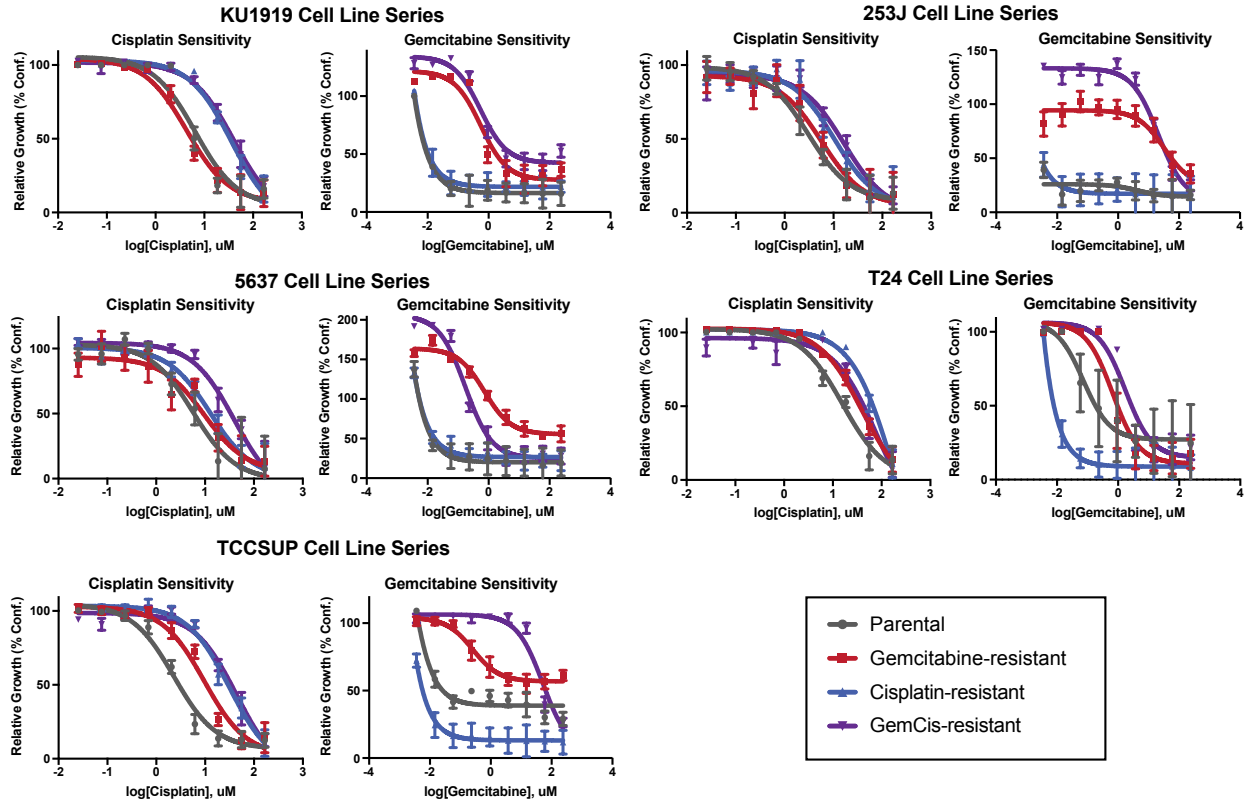 KU1919 Cell Line Series
Cisplatin Sensitivity
Relative Growth (% Conf.)
100
50
0
-2
-1
0
1
2
3
log[Cisplatin], uM
Gemcitabine Sensitivity
Relative Growth (% Conf.)
100
50
0
-4
-2
0
2
4
log[Gemcitabine], uM
253J Cell Line Series
Cisplatin Sensitivity
Relative Growth (% Conf.)
100
50
0
-2
-1
0
1
2
3
log[Cisplatin], uM
Gemcitabine Sensitivity
Relative Growth (% Conf.)
150
100
50
0
-4
-2
0
2
4
log[Gemcitabine], uM
5637 Cell Line Series
Cisplatin Sensitivity
Relative Growth (% Conf.)
100
50
0
-2
-1
0
1
2
3
log[Cisplatin], uM
Gemcitabine Sensitivity
Relative Growth (% Conf.)
200
150
100
50
0
-4
-2
0
2
4
log[Gemcitabine], uM
T24 Cell Line Series
Cisplatin Sensitivity
Relative Growth (% Conf.)
100
50
0
-2
-1
0
1
2
3
log[Cisplatin], uM
Gemcitabine Sensitivity
Relative Growth (% Conf.)
100
50
0
-4
-2
0
2
4
log[Gemcitabine], uM
TCCSUP Cell Line Series
Cisplatin Sensitivity
Relative Growth (% Conf.)
100
50
0
-2
-1
0
1
2
3
log[Cisplatin], uM
Gemcitabine Sensitivity
Relative Growth (% Conf.)
100
50
0
-4
-2
0
2
4
log[Gemcitabine], uM
Parental
Gemcitabine-resistant
Cisplatin-resistant
GemCis-resistant